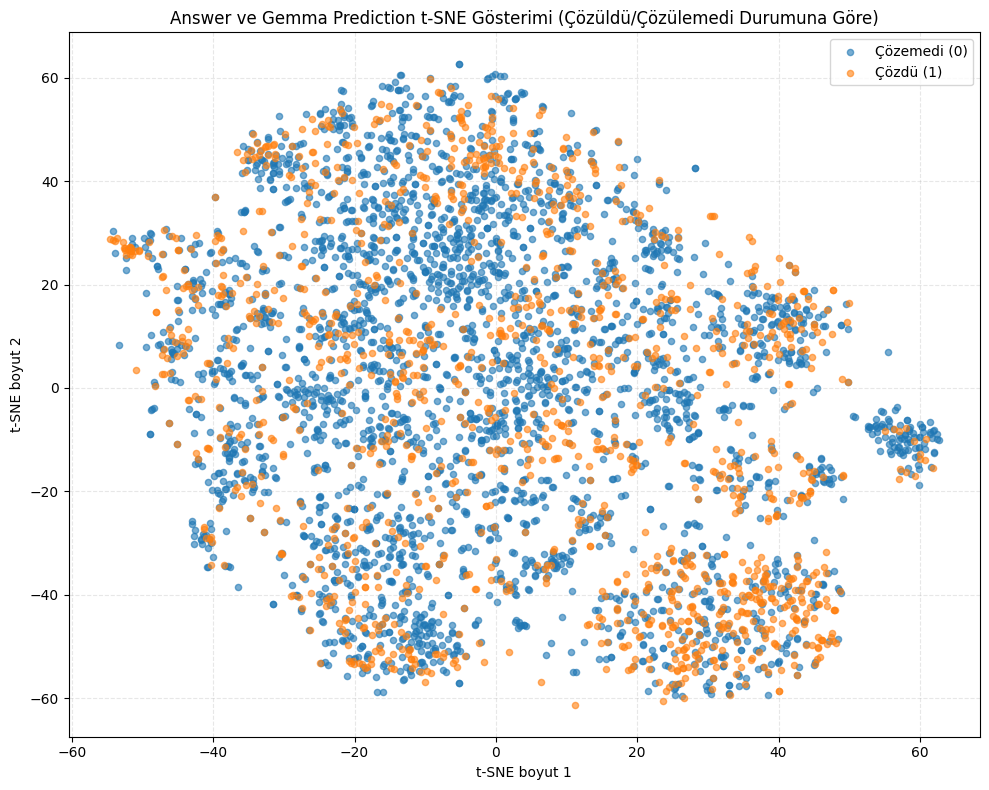 Answer ve Gemma Prediction t-SNE Gösterimi (Çözüldü/Çözülemedi Durumuna Göre)
Çözemedi (0)
Çözdü (1)
60
40
20
0
−20
−40
−60
t-SNE boyut 2
−60
−40
−20
0
20
40
60
t-SNE boyut 1